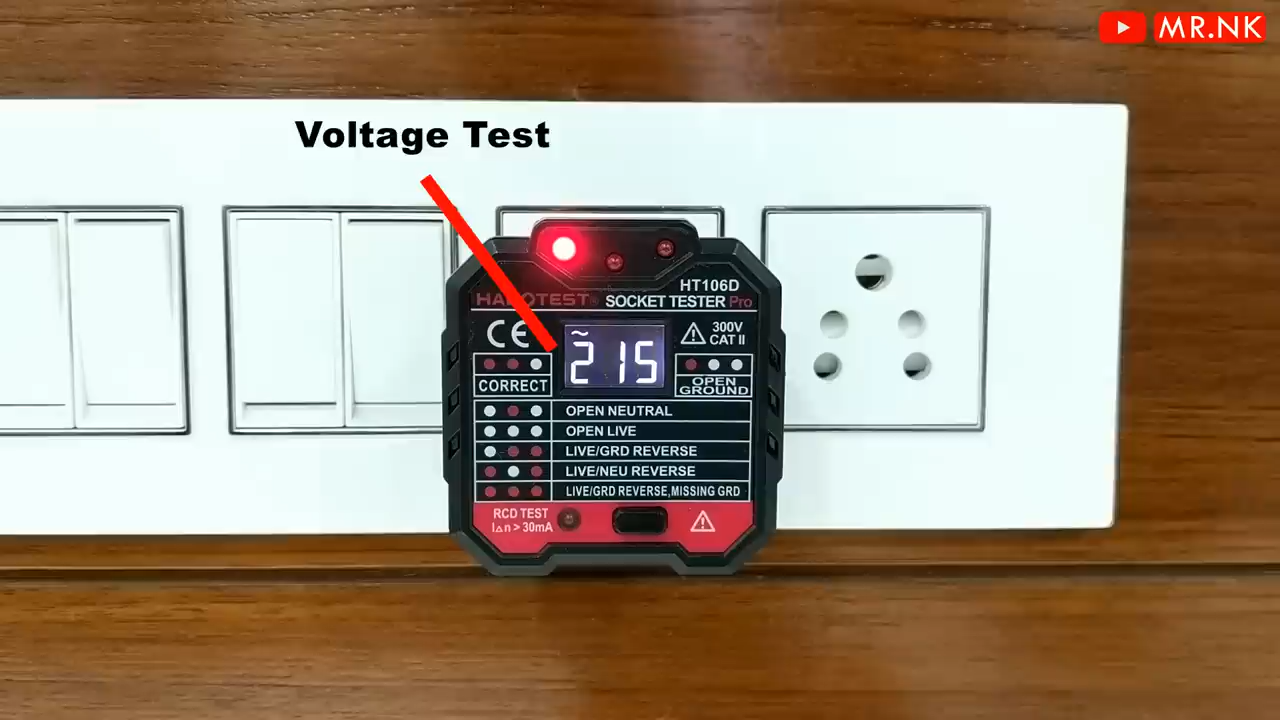 MR.NK
Voltage Test
HT106D
HABOTEST® SOCKET TESTER Pro
CE
~
215
300V
CAT II
CORRECT
OPEN
GROUND
OPEN NEUTRAL
OPEN LIVE
LIVE/GRD REVERSE
LIVE/NEU REVERSE
LIVE/GRD REVERSE,MISSING GRD
RCD TEST
I△n > 30mA